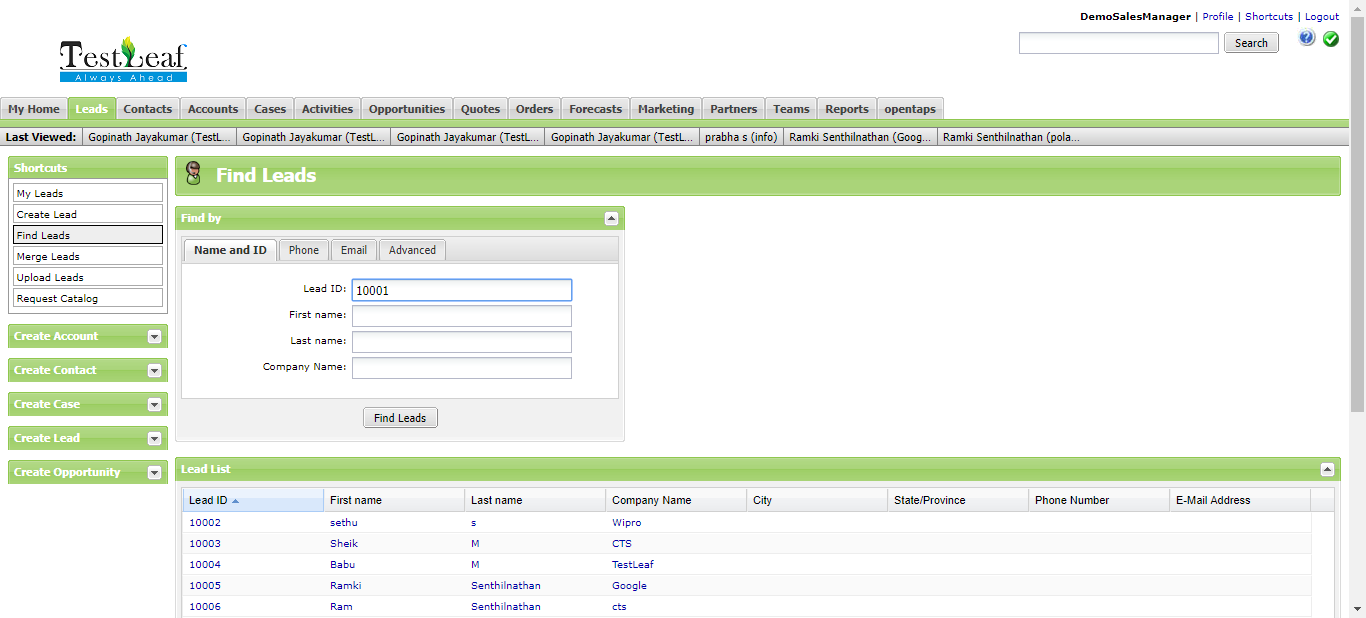 DemoSalesManager | Profile | Shortcuts | Logout
Search
TestLeaf
Always Ahead
My Home Leads Contacts Accounts Cases Activities Opportunities Quotes Orders Forecasts Marketing Partners Teams Reports opentaps
Last Viewed: Gopinath Jayakumar (TestL... Gopinath Jayakumar (TestL... Gopinath Jayakumar (TestL... Gopinath Jayakumar (TestL... prabha s (info) Ramki Senthilnathan (Goog... Ramki Senthilnathan (pola...
Shortcuts
My Leads
Create Lead
Find Leads
Merge Leads
Upload Leads
Request Catalog
Create Account
Create Contact
Create Case
Create Lead
Create Opportunity
Find Leads
Find by
Name and ID Phone Email Advanced
Lead ID: 10001
First name:
Last name:
Company Name:
Find Leads
Lead List
Lead ID First name Last name Company Name City State/Province Phone Number E-Mail Address
10002 sethu s Wipro
10003 Sheik M CTS
10004 Babu M TestLeaf
10005 Ramki Senthilnathan Google
10006 Ram Senthilnathan cts